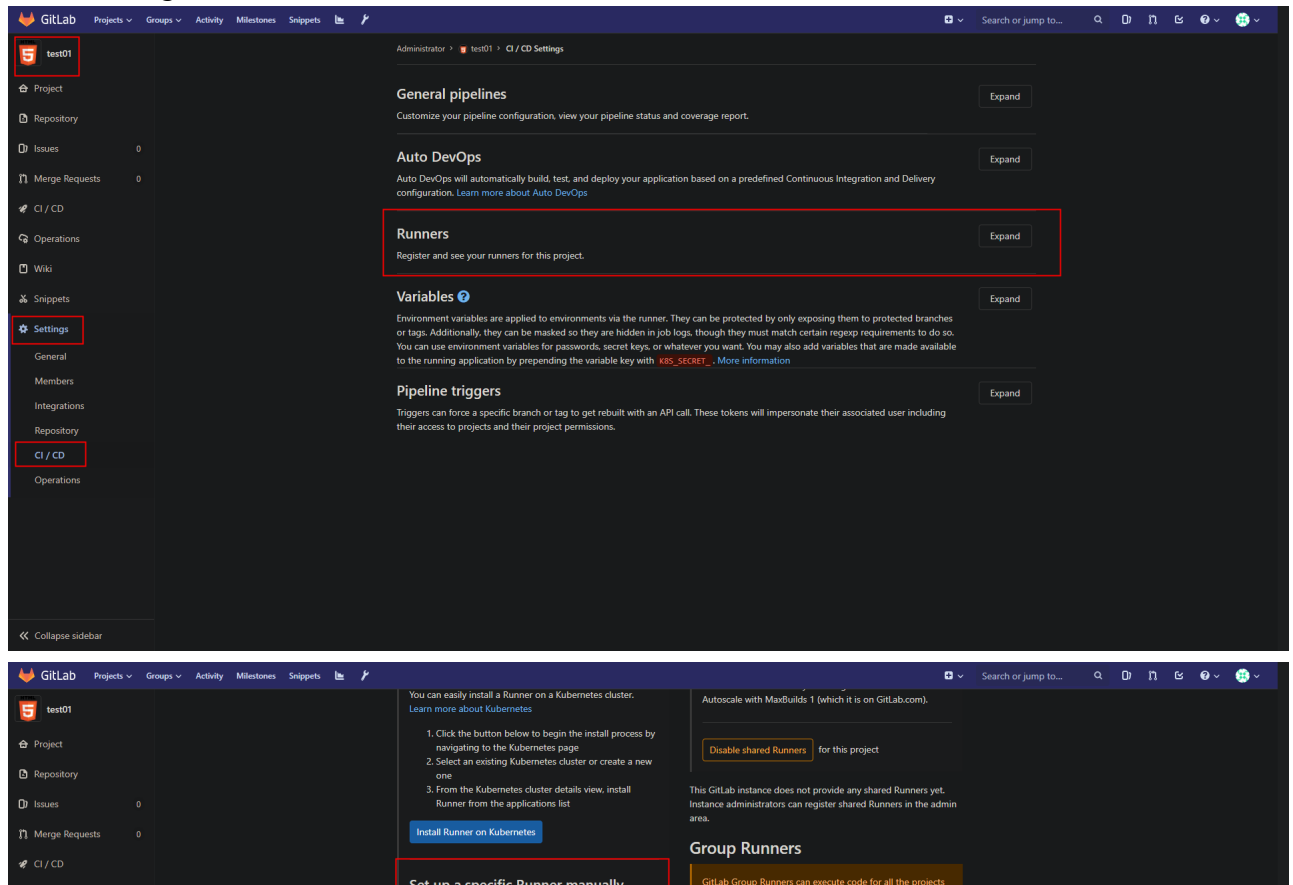 GitLab Projects Groups Activity Milestones Snippets Search or jump to...
test01
Administrator > test01 > CI / CD Settings
Project
Repository
Issues 0
Merge Requests 0
CI / CD
Operations
Wiki
Snippets
Settings
General
Members
Integrations
Repository
CI / CD
Operations
Collapse sidebar
General pipelines
Expand
Customize your pipeline configuration, view your pipeline status and coverage report.
Auto DevOps
Expand
Auto DevOps will automatically build, test, and deploy your application based on a predefined Continuous Integration and Delivery
configuration. Learn more about Auto DevOps
Runners
Expand
Register and see your runners for this project.
Variables
Expand
Environment variables are applied to environments via the runner. They can be protected by only exposing them to protected branches
or tags. Additionally, they can be masked so they are hidden in job logs, though they must match certain regexp requirements to do so.
You can use environment variables for passwords, secret keys, or whatever you want. You may also add variables that are made available
to the running application by prepending the variable key with K8S_SECRET_. More information
Pipeline triggers
Expand
Triggers can force a specific branch or tag to get rebuilt with an API call. These tokens will impersonate their associated user including
their access to projects and their project permissions.
GitLab Projects Groups Activity Milestones Snippets Search or jump to...
test01
Project
Repository
Issues 0
Merge Requests 0
CI / CD
You can easily install a Runner on a Kubernetes cluster.
Learn more about Kubernetes
1. Click the button below to begin the install process by
navigating to the Kubernetes page
2. Select an existing Kubernetes cluster or create a new
one
3. From the Kubernetes cluster details view, install
Runner from the applications list
Install Runner on Kubernetes
Set up a specific Runner manually
Autoscale with MaxBuilds 1 (which it is on GitLab.com).
Disable shared Runners for this project
This GitLab instance does not provide any shared Runners yet.
Instance administrators can register shared Runners in the admin
area.
Group Runners
GitLab Group Runners can execute code for all the projects